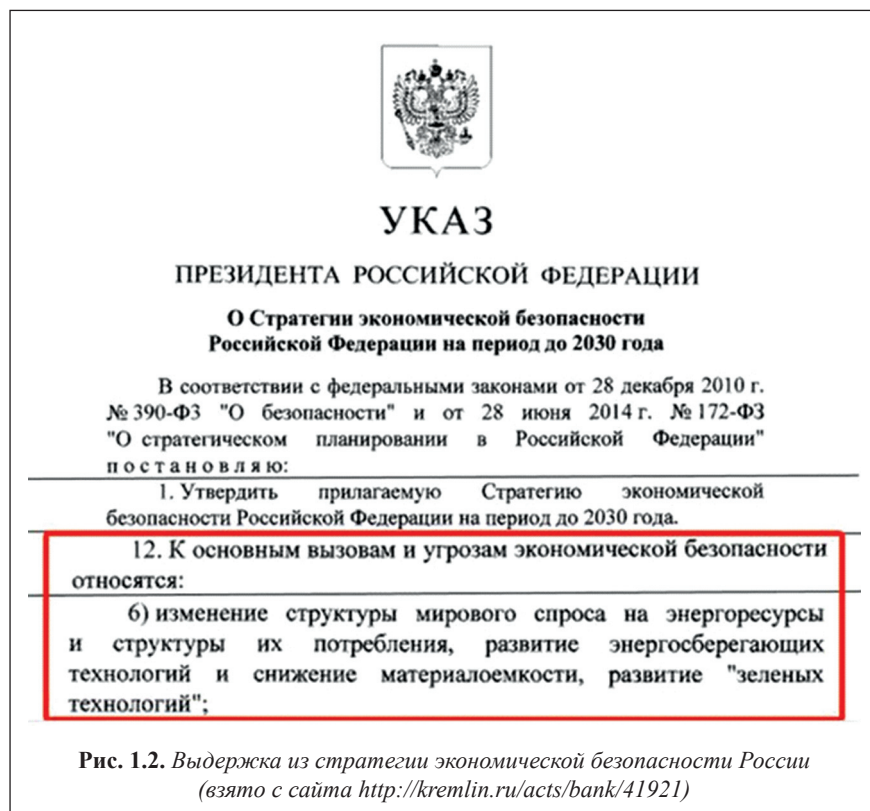 УКАЗ
ПРЕЗИДЕНТА РОССИЙСКОЙ ФЕДЕРАЦИИ
О Стратегии экономической безопасности
Российской Федерации на период до 2030 года
В соответствии с федеральными законами от 28 декабря 2010 г.
№ 390-ФЗ "О безопасности" и от 28 июня 2014 г. № 172-ФЗ
"О стратегическом планировании в Российской Федерации"
постановляю:
1. Утвердить прилагаемую Стратегию экономической
безопасности Российской Федерации на период до 2030 года.
12. К основным вызовам и угрозам экономической безопасности
относятся:
6) изменение структуры мирового спроса на энергоресурсы
и структуры их потребления, развитие энергосберегающих
технологий и снижение материалоемкости, развитие "зеленых
технологий";
Рис. 1.2. Выдержка из стратегии экономической безопасности России
(взято с сайта http://kremlin.ru/acts/bank/41921)